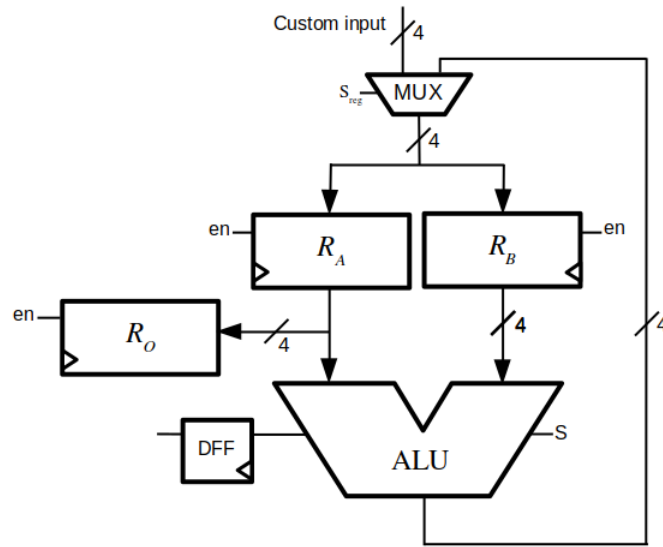 Custom input
4
S_reg
MUX
4
en
R_A
R_B
en
en
R_O
4
4
4
DFF
ALU
S